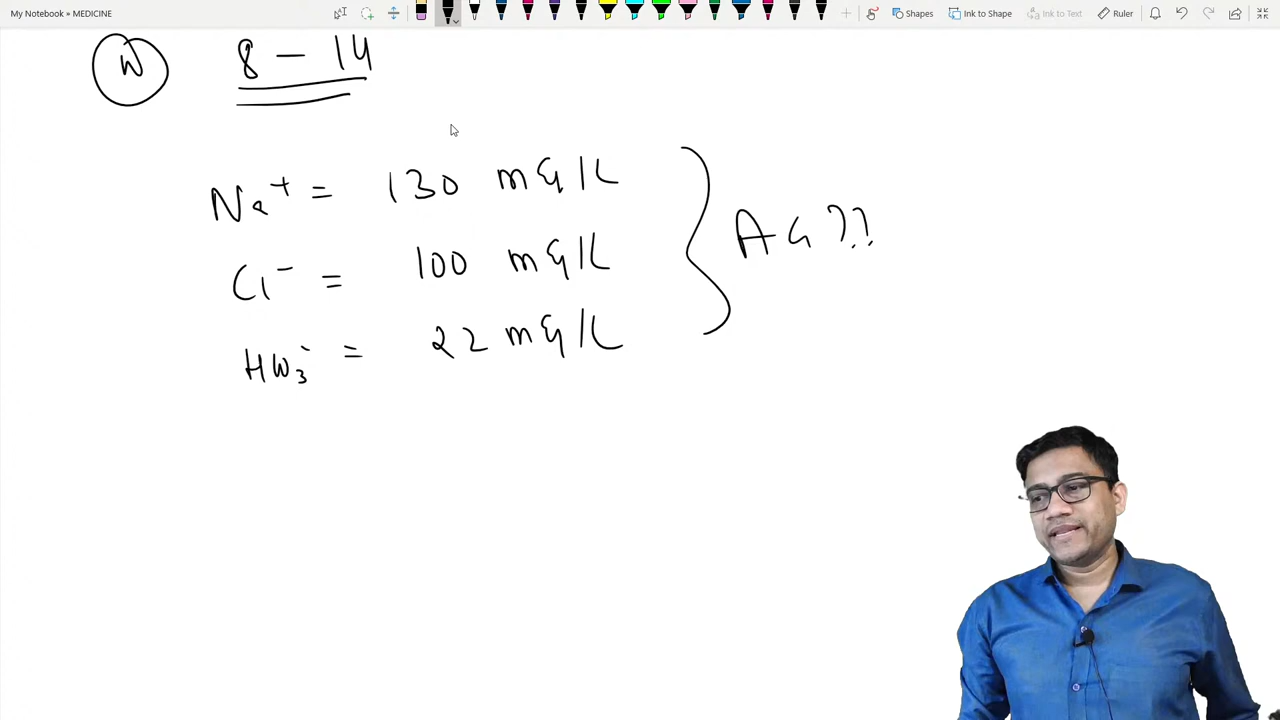 My Notebook » MEDICINE
Shapes Ink to Shape Ink to Text Ruler
N 8 - 14
Na+ = 130 mEq/L
Cl- = 100 mEq/L
AG??
HCO3- = 22 mEq/L